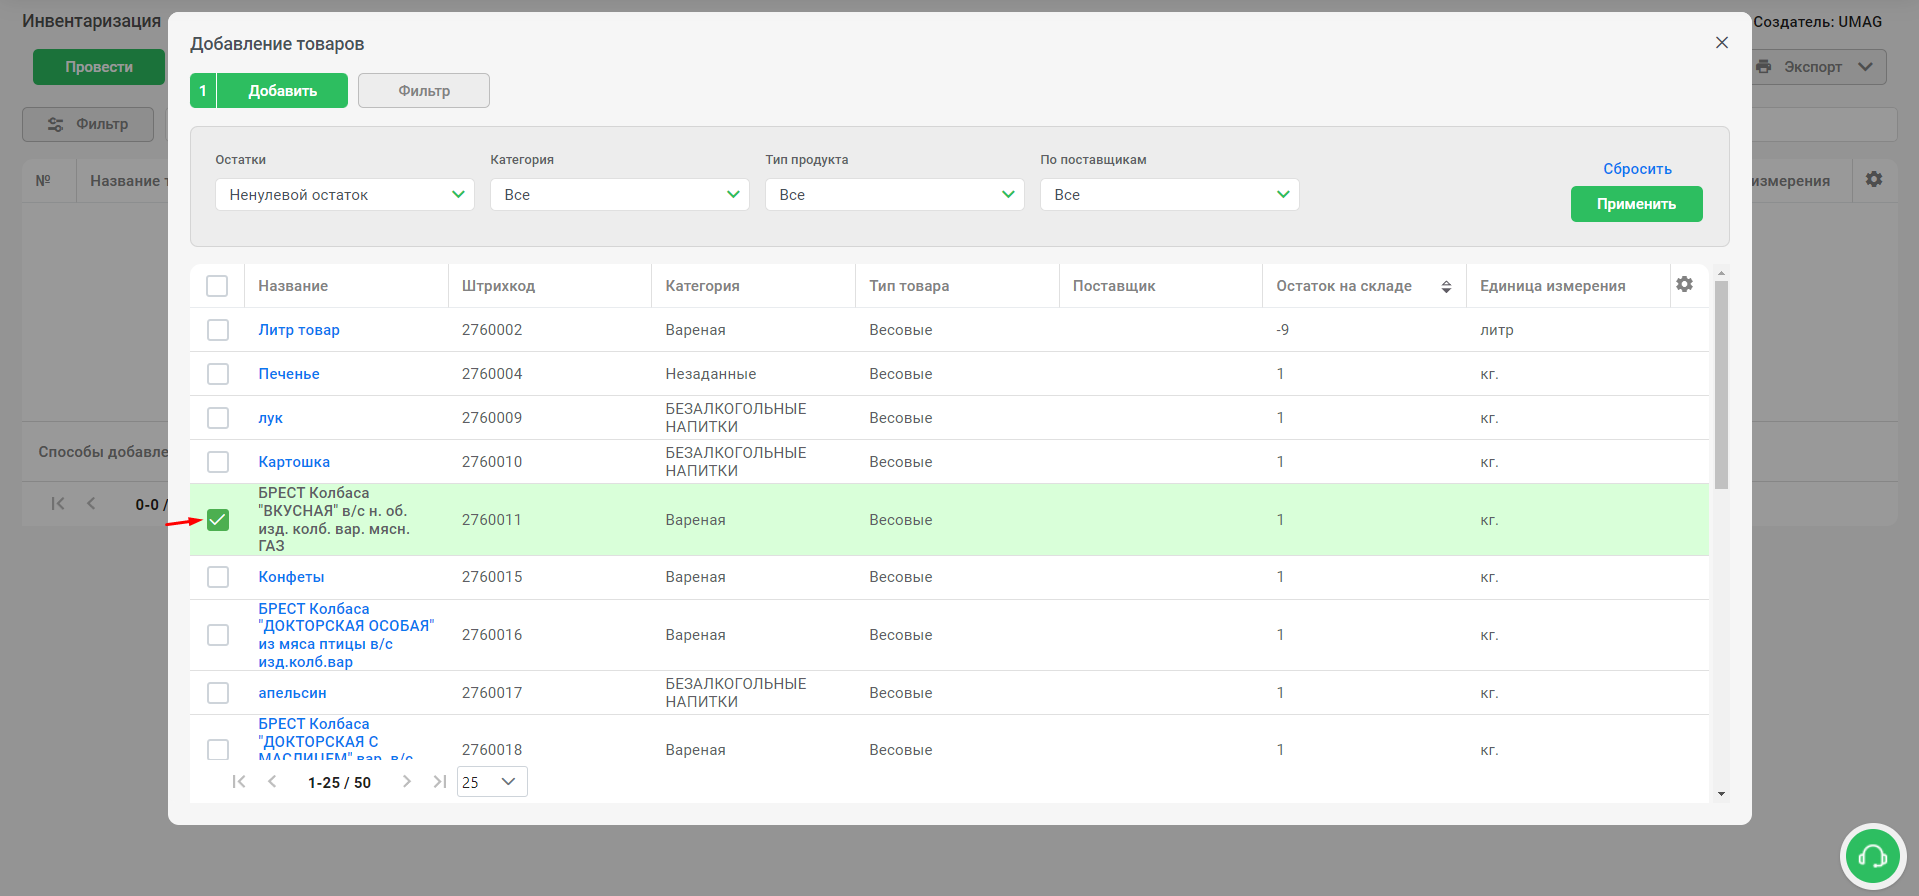 Инвентаризация
Создатель: UMAG
Провести
Экспорт
Фильтр
№
Название т
измерения
Способы добавле
0-0 /
Добавление товаров
1
Добавить
Фильтр
Остатки
Категория
Тип продукта
По поставщикам
Ненулевой остаток
Все
Все
Все
Сбросить
Применить
Название
Штрихкод
Категория
Тип товара
Поставщик
Остаток на складе
Единица измерения
Литр товар
2760002
Вареная
Весовые
-9
литр
Печенье
2760004
Незаданные
Весовые
1
кг.
лук
2760009
БЕЗАЛКОГОЛЬНЫЕ
НАПИТКИ
Весовые
1
кг.
Картошка
2760010
БЕЗАЛКОГОЛЬНЫЕ
НАПИТКИ
Весовые
1
кг.
БРЕСТ Колбаса
"ВКУСНАЯ" в/с н. об.
изд. колб. вар. мясн.
ГАЗ
2760011
Вареная
Весовые
1
кг.
Конфеты
2760015
Вареная
Весовые
1
кг.
БРЕСТ Колбаса
"ДОКТОРСКАЯ ОСОБАЯ"
из мяса птицы в/с
изд.колб.вар
2760016
Вареная
Весовые
1
кг.
апельсин
2760017
БЕЗАЛКОГОЛЬНЫЕ
НАПИТКИ
Весовые
1
кг.
БРЕСТ Колбаса
"ДОКТОРСКАЯ С
МАСЛИЦЕМ" вар. в/с
2760018
Вареная
Весовые
1
кг.
1-25 / 50
25